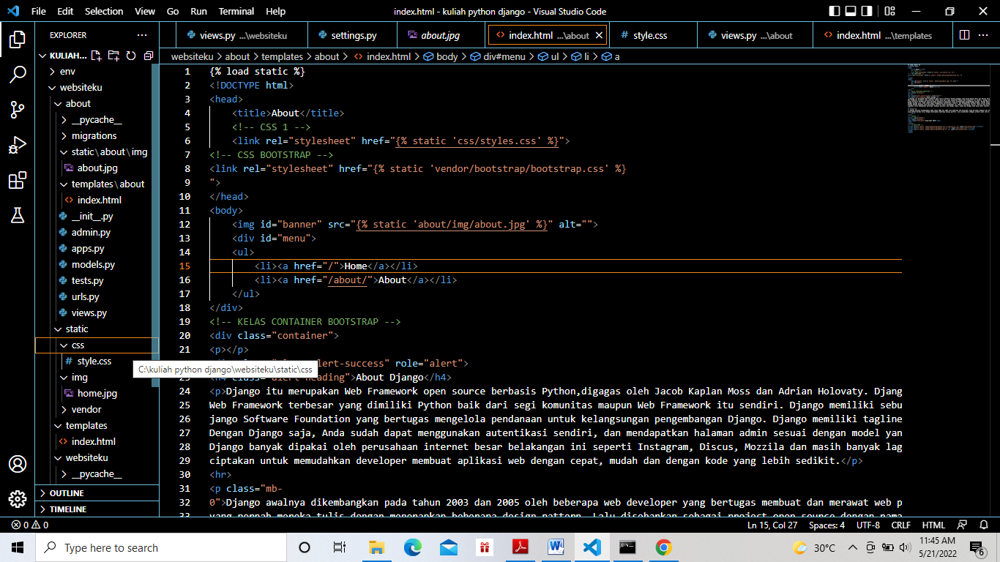 File Edit Selection View Go Run Terminal Help
index.html - kuliah python django - Visual Studio Code
EXPLORER
views.py ...\websiteku
settings.py
about.jpg
index.html ...\about
style.css
views.py ...\about
index.html ...\templates
websiteku > about > templates > about > index.html > body > div#menu > ul > li > a
KULIAH...
env
websiteku
about
__pycache__
migrations
static\about\img
about.jpg
templates\about
index.html
__init__.py
admin.py
apps.py
models.py
tests.py
urls.py
views.py
static
css
style.css
img
home.jpg
vendor
templates
index.html
websiteku
__pycache__
OUTLINE
TIMELINE
C:\kuliah python django\websiteku\static\css
1 {% load static %}
2 <!DOCTYPE html>
3 <head>
4 <title>About</title>
5 <!-- CSS 1 -->
6 <link rel="stylesheet" href="{% static 'css/styles.css' %}">
7 <!-- CSS BOOTSTRAP -->
8 <link rel="stylesheet" href="{% static 'vendor/bootstrap/bootstrap.css' %}
9 ">
10 </head>
11 <body>
12 <img id="banner" src="{% static 'about/img/about.jpg' %}" alt="">
13 <div id="menu">
14 <ul>
15 <li><a href="/">Home</a></li>
16 <li><a href="/about/">About</a></li>
17 </ul>
18 </div>
19 <!-- KELAS CONTAINER BOOTSTRAP -->
20 <div class="container">
21 <p></p>
lert-success" role="alert">
heading">About Django</h4>
24 <p>Django itu merupakan Web Framework open source berbasis Python,digagas oleh Jacob Kaplan Moss dan Adrian Holovaty. Djang
25 Web Framework terbesar yang dimiliki Python baik dari segi komunitas maupun Web Framework itu sendiri. Django memiliki sebu
26 jango Software Foundation yang bertugas mengelola pendanaan untuk kelangsungan pengembangan Django. Django memiliki tagline
27 Dengan Django saja, Anda sudah dapat menggunakan autentikasi sendiri, dan mendapatkan halaman admin sesuai dengan model yan
28 Django banyak dipakai oleh perusahaan internet besar belakangan ini seperti Instagram, Discus, Mozzila dan masih banyak lag
29 ciptakan untuk memudahkan developer membuat aplikasi web dengan cepat, mudah dan dengan kode yang lebih sedikit.</p>
30 <hr>
31 <p class="mb-
32 0">Django awalnya dikembangkan pada tahun 2003 dan 2005 oleh beberapa web developer yang bertugas membuat dan merawat web p
33 yang pernah mereka tulis dengan menerapkan beberapa design pattern. Lalu disebarkan sebagai project open source dengan nama
0 0
Ln 15, Col 27 Spaces: 4 UTF-8 CRLF HTML
Type here to search
30°C
11:45 AM
5/21/2022
6